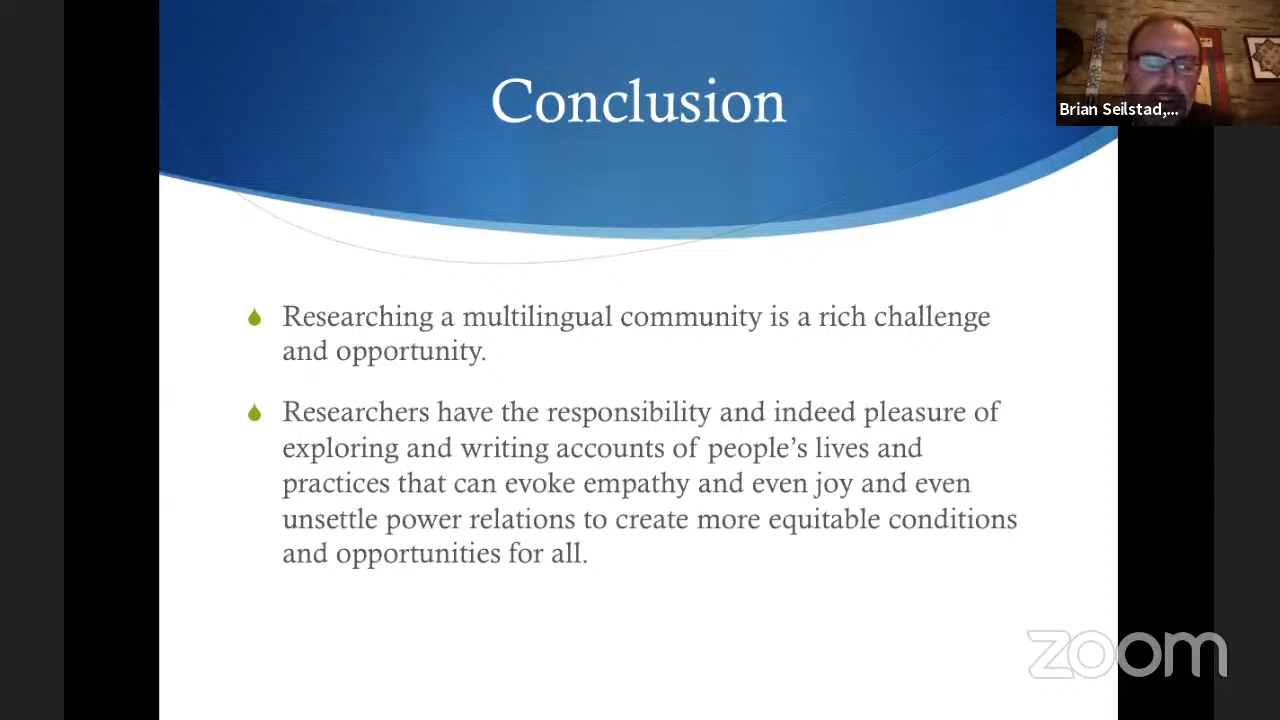 Conclusion
Brian Seilstad,...
Researching a multilingual community is a rich challenge
and opportunity.
Researchers have the responsibility and indeed pleasure of
exploring and writing accounts of people’s lives and
practices that can evoke empathy and even joy and even
unsettle power relations to create more equitable conditions
and opportunities for all.
zoom